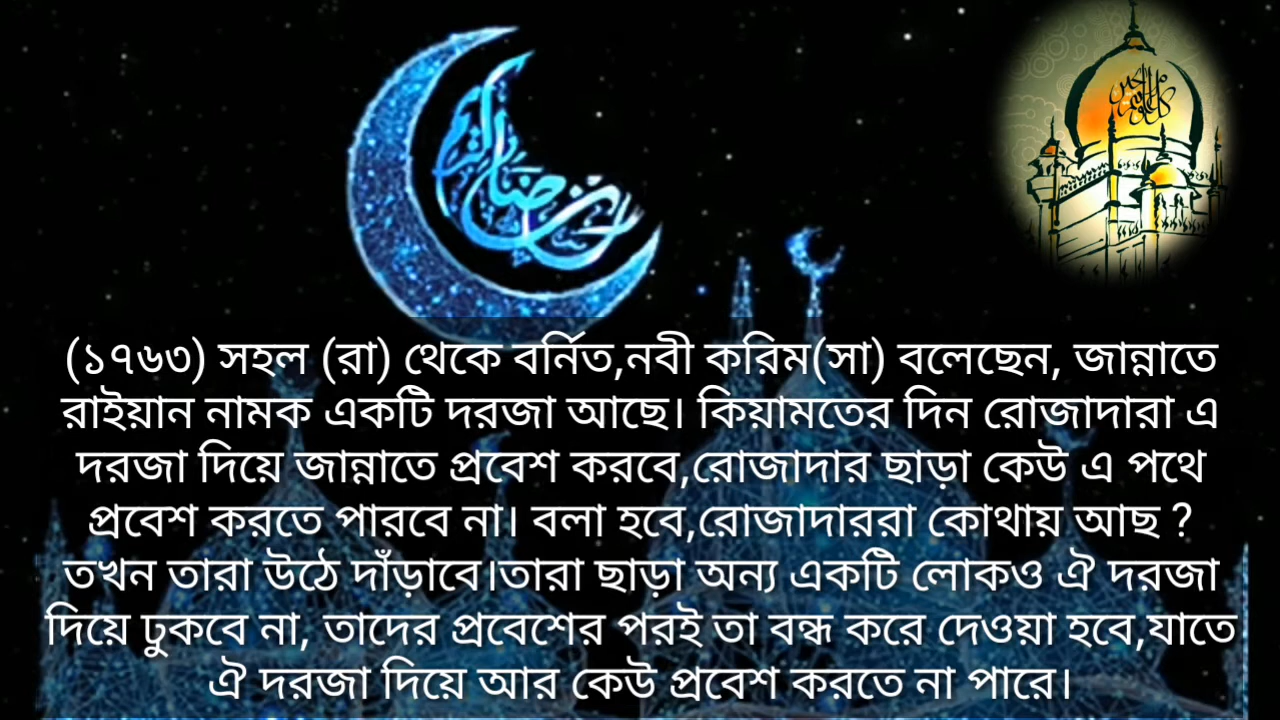 رمضان كريم
(১৭৬৩) সহল (রা) থেকে বর্নিত,নবী করিম(সা) বলেছেন, জান্নাতে
রাইয়ান নামক একটি দরজা আছে। কিয়ামতের দিন রোজাদারা এ
দরজা দিয়ে জান্নাতে প্রবেশ করবে,রোজাদার ছাড়া কেউ এ পথে
প্রবেশ করতে পারবে না। বলা হবে,রোজাদাররা কোথায় আছ ?
তখন তারা উঠে দাঁড়াবে।তারা ছাড়া অন্য একটি লোকও ঐ দরজা
দিয়ে ঢুকবে না, তাদের প্রবেশের পরই তা বন্ধ করে দেওয়া হবে,যাতে
ঐ দরজা দিয়ে আর কেউ প্রবেশ করতে না পারে।